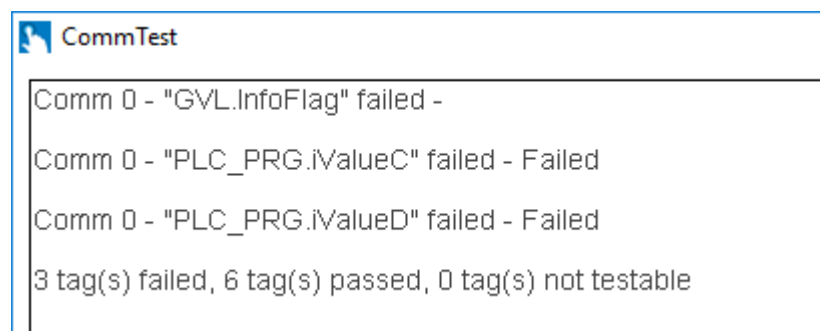 CommTest
Comm 0 - "GVL.InfoFlag" failed -
Comm 0 - "PLC_PRG.iValueC" failed - Failed
Comm 0 - "PLC_PRG.iValueD" failed - Failed
3 tag(s) failed, 6 tag(s) passed, 0 tag(s) not testable